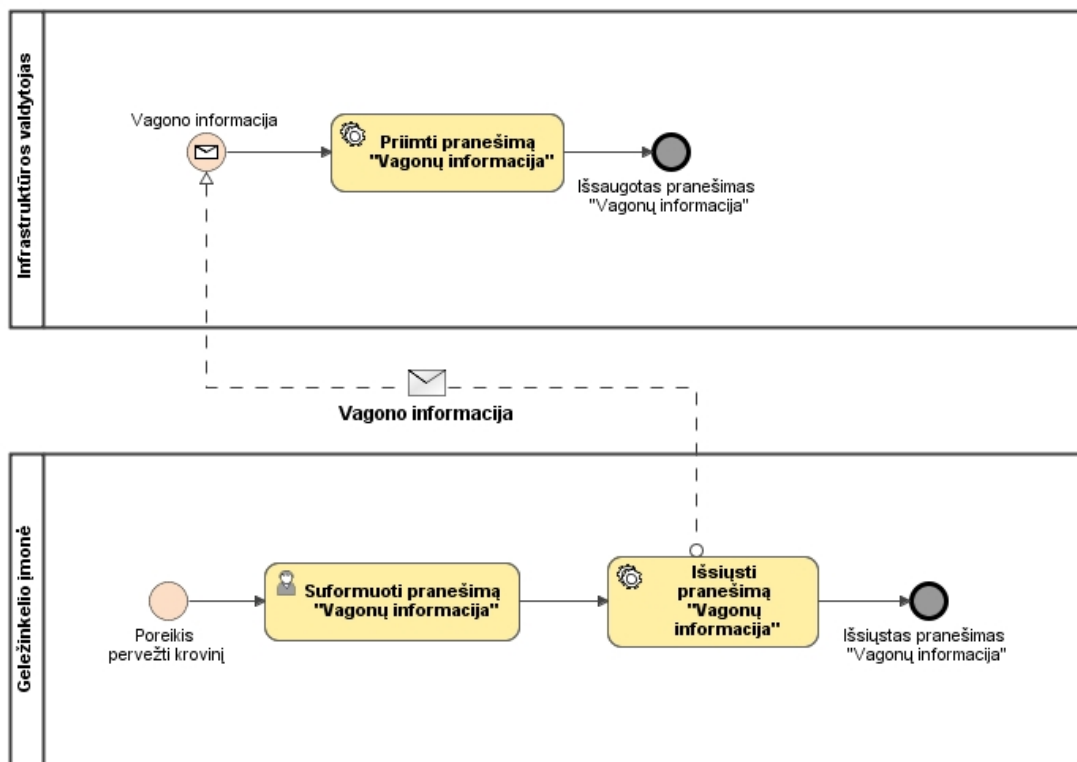 Infrastruktūros valdytojas
Vagono informacija
Priimti pranešimą
"Vagonų informacija"
Išsaugotas pranešimas
"Vagonų informacija"
Vagono informacija
Geležinkelio įmonė
Poreikis
pervežti krovinį
Suformuoti pranešimą
"Vagonų informacija"
Išsiųsti
pranešimą
"Vagonų
informacija"
Išsiųstas pranešimas
"Vagonų informacija"